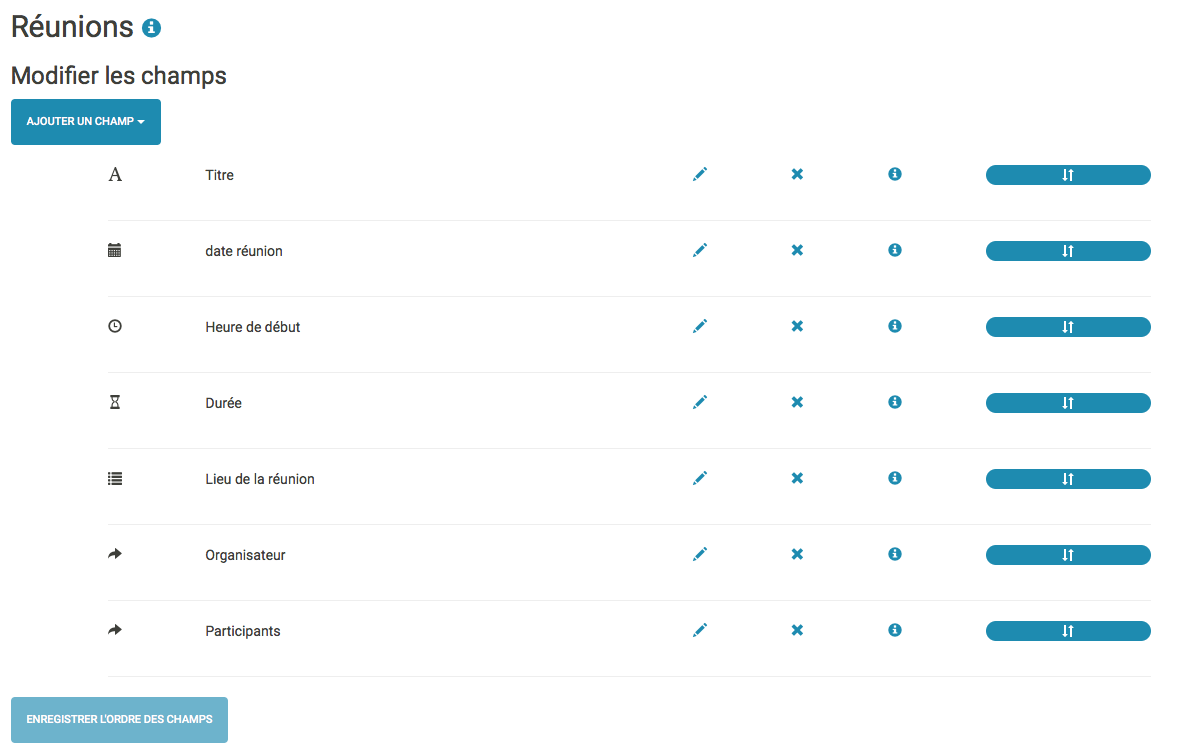 Réunions
Modifier les champs
AJOUTER UN CHAMP
Titre
date réunion
Heure de début
Durée
Lieu de la réunion
Organisateur
Participants
ENREGISTRER L'ORDRE DES CHAMPS